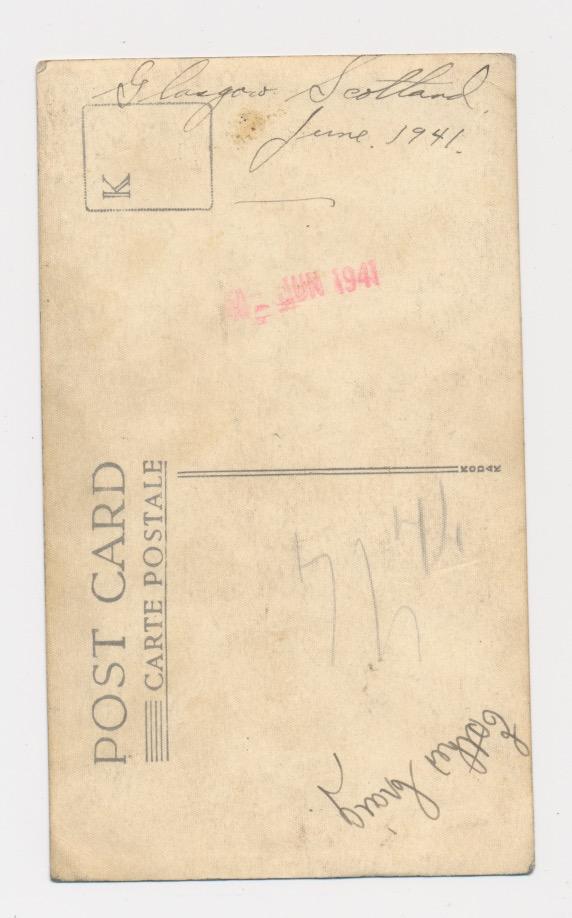 Glasgow Scotland.
June. 1941.
K
JUN 1941
KODAK
POST CARD
CARTE POSTALE